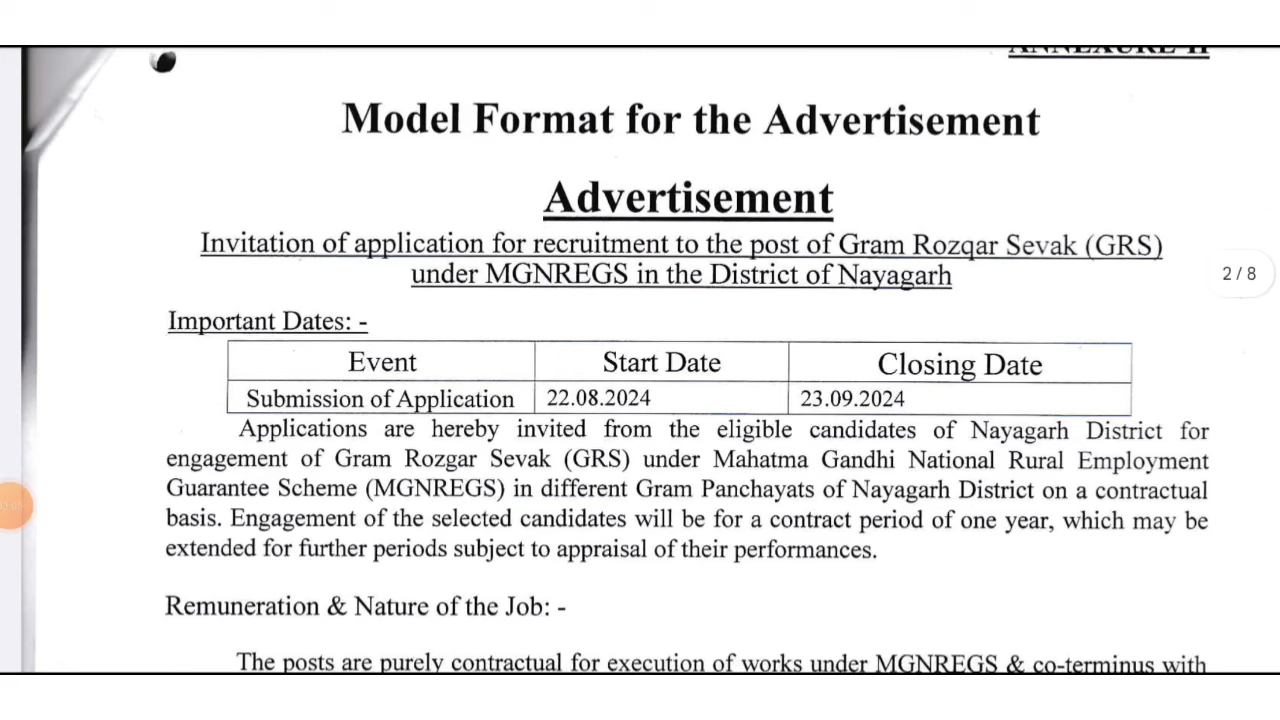 ANNEXURE-II
Model Format for the Advertisement
Advertisement
Invitation of application for recruitment to the post of Gram Rozgar Sevak (GRS)
under MGNREGS in the District of Nayagarh
2 / 8
Important Dates: -
Event Start Date Closing Date
Submission of Application 22.08.2024 23.09.2024
Applications are hereby invited from the eligible candidates of Nayagarh District for
engagement of Gram Rozgar Sevak (GRS) under Mahatma Gandhi National Rural Employment
Guarantee Scheme (MGNREGS) in different Gram Panchayats of Nayagarh District on a contractual
basis. Engagement of the selected candidates will be for a contract period of one year, which may be
extended for further periods subject to appraisal of their performances.
Remuneration & Nature of the Job: -
The posts are purely contractual for execution of works under MGNREGS & co-terminus with